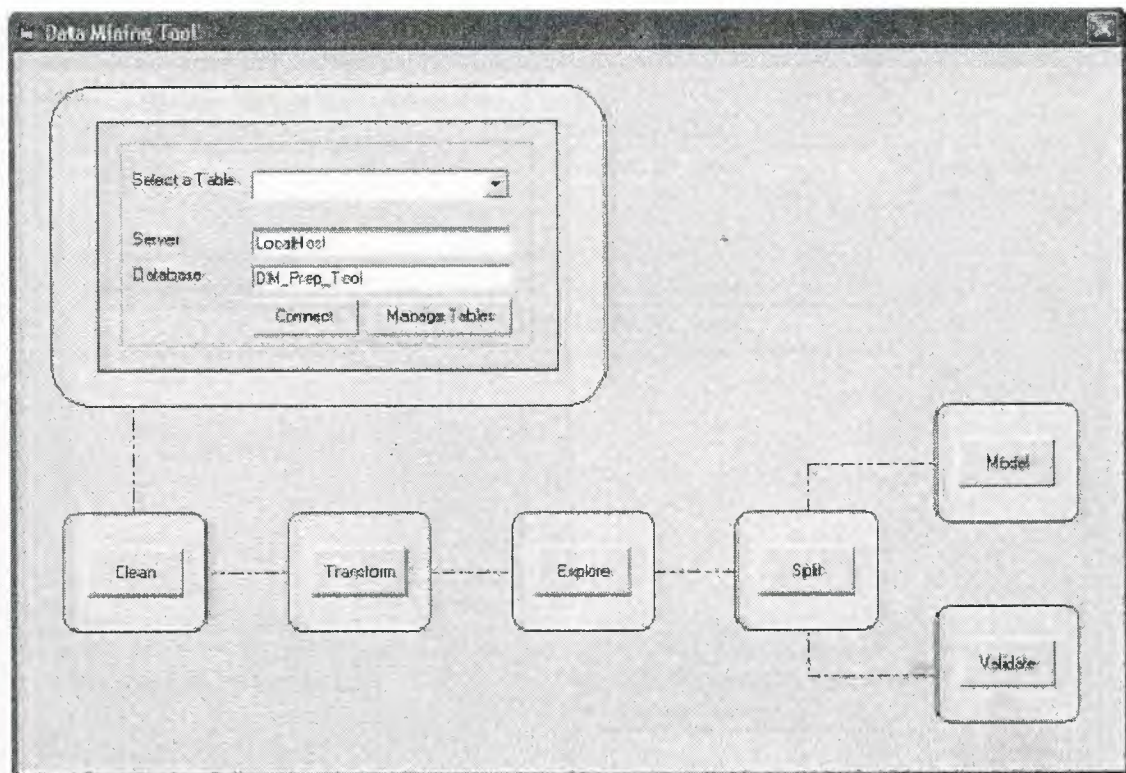 Data Mining Tool
Select a Table
Server LocalHost
Database DM_Prep_Tool
Connect Manage Tables
Model
Clean Transform Explore Split
Validate